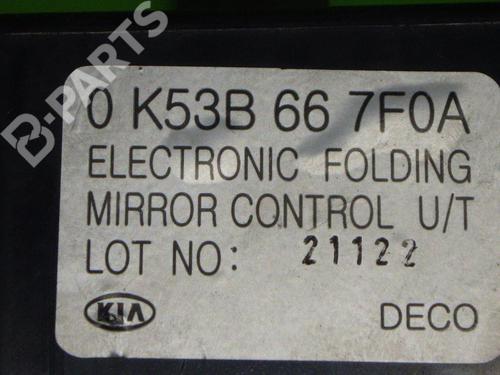 B-PARTS
0 K53B 66 7F0A
ELECTRONIC FOLDING
MIRROR CONTROL U/T
LOT NO: 21122
KIA DECO